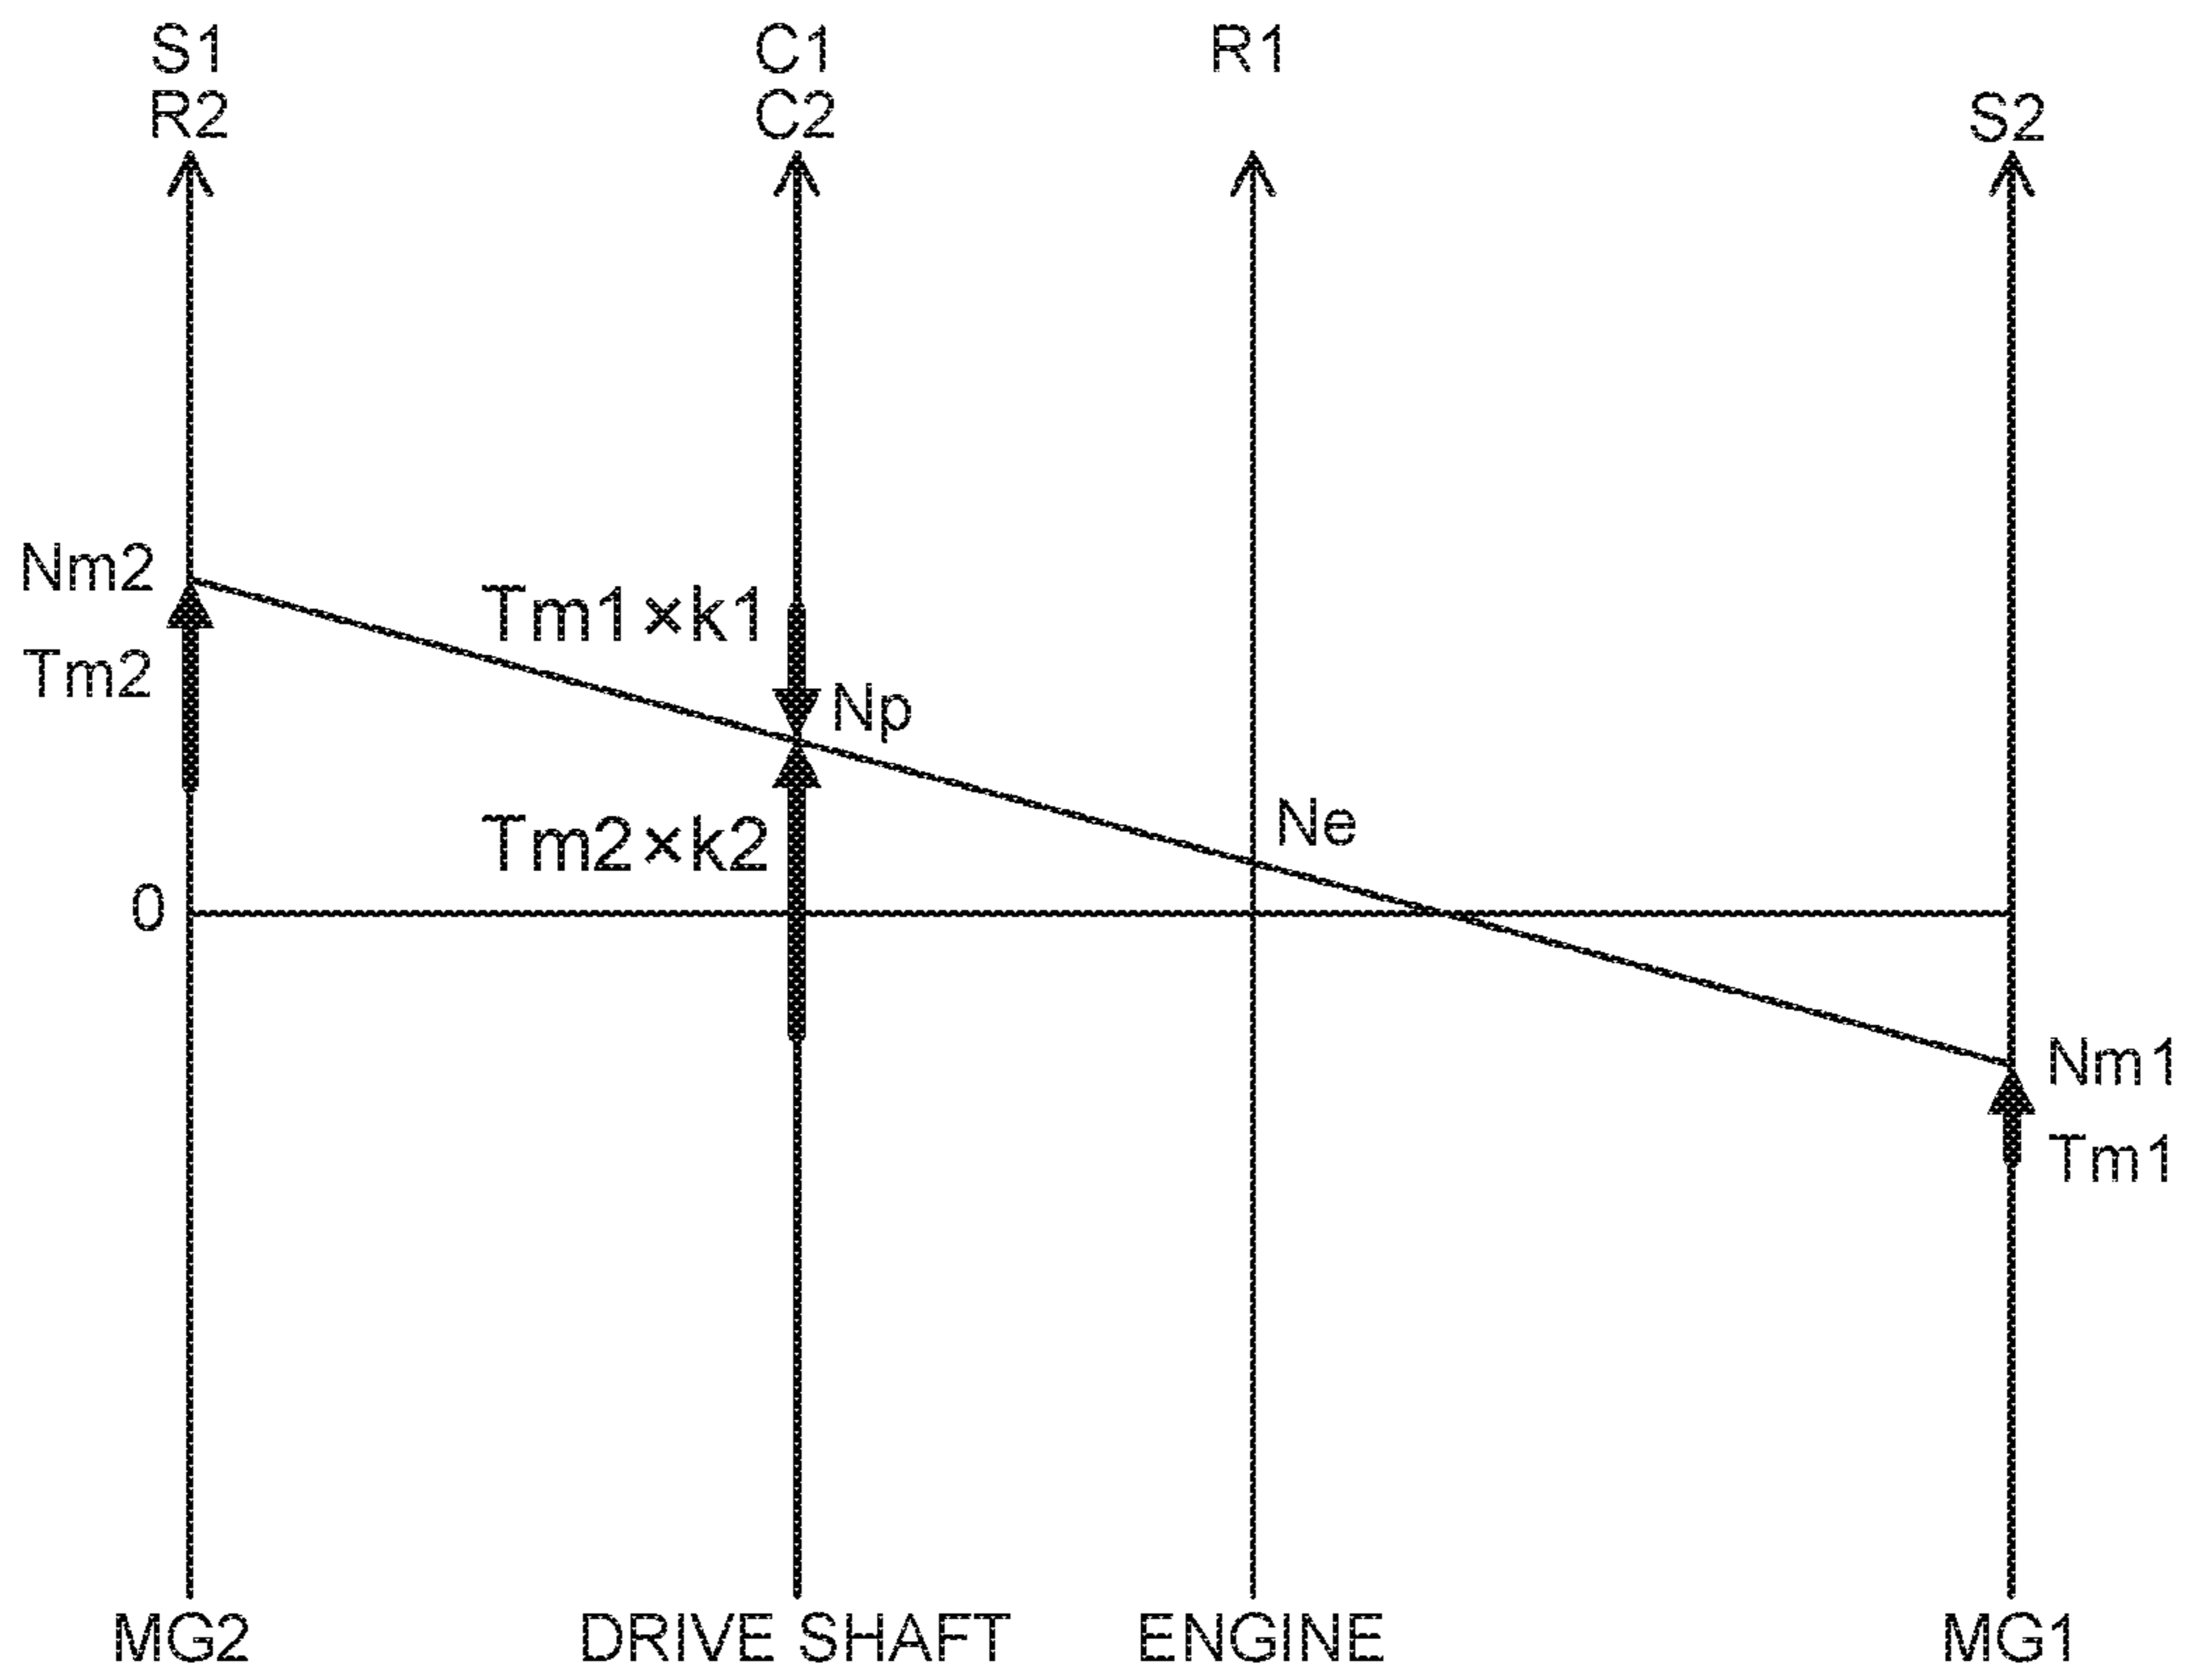 S1 C1 R1
R2 C2 S2
Nm2 Tm1×k1
Tm2 Np
Tm2×k2 Ne
0
Nm1
Tm1
MG2 DRIVE SHAFT ENGINE MG1